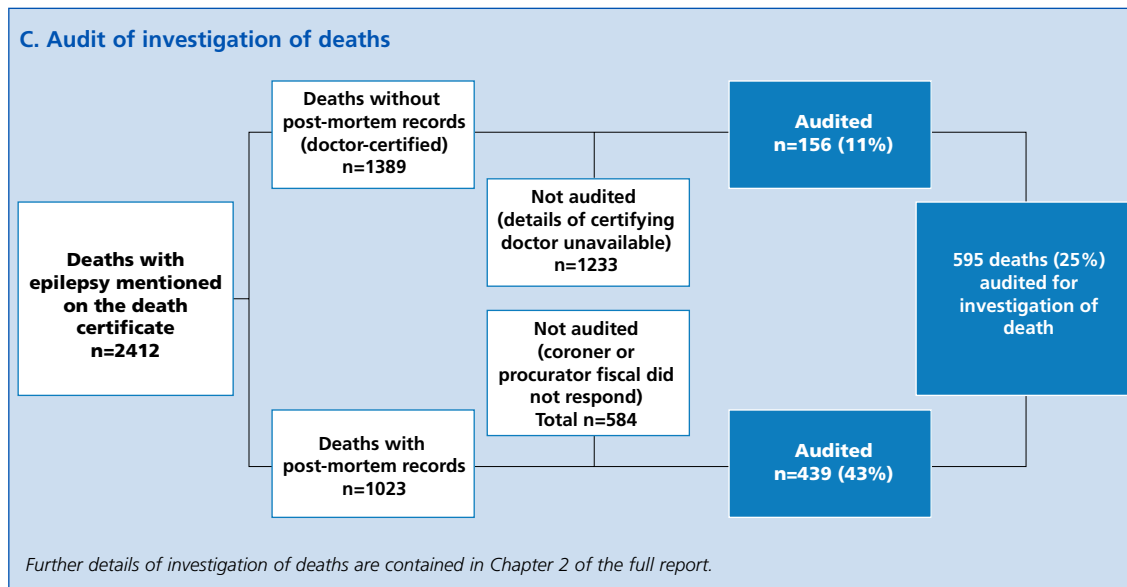 C. Audit of investigation of deaths
Deaths with
epilepsy mentioned
on the death
certificate
n=2412
Deaths without
post-mortem records
(doctor-certified)
n=1389
Not audited
(details of certifying
doctor unavailable)
n=1233
Audited
n=156 (11%)
Not audited
(coroner or
procurator fiscal did
not respond)
Total n=584
Deaths with
post-mortem records
n=1023
Audited
n=439 (43%)
595 deaths (25%)
audited for
investigation of
death
Further details of investigation of deaths are contained in Chapter 2 of the full report.